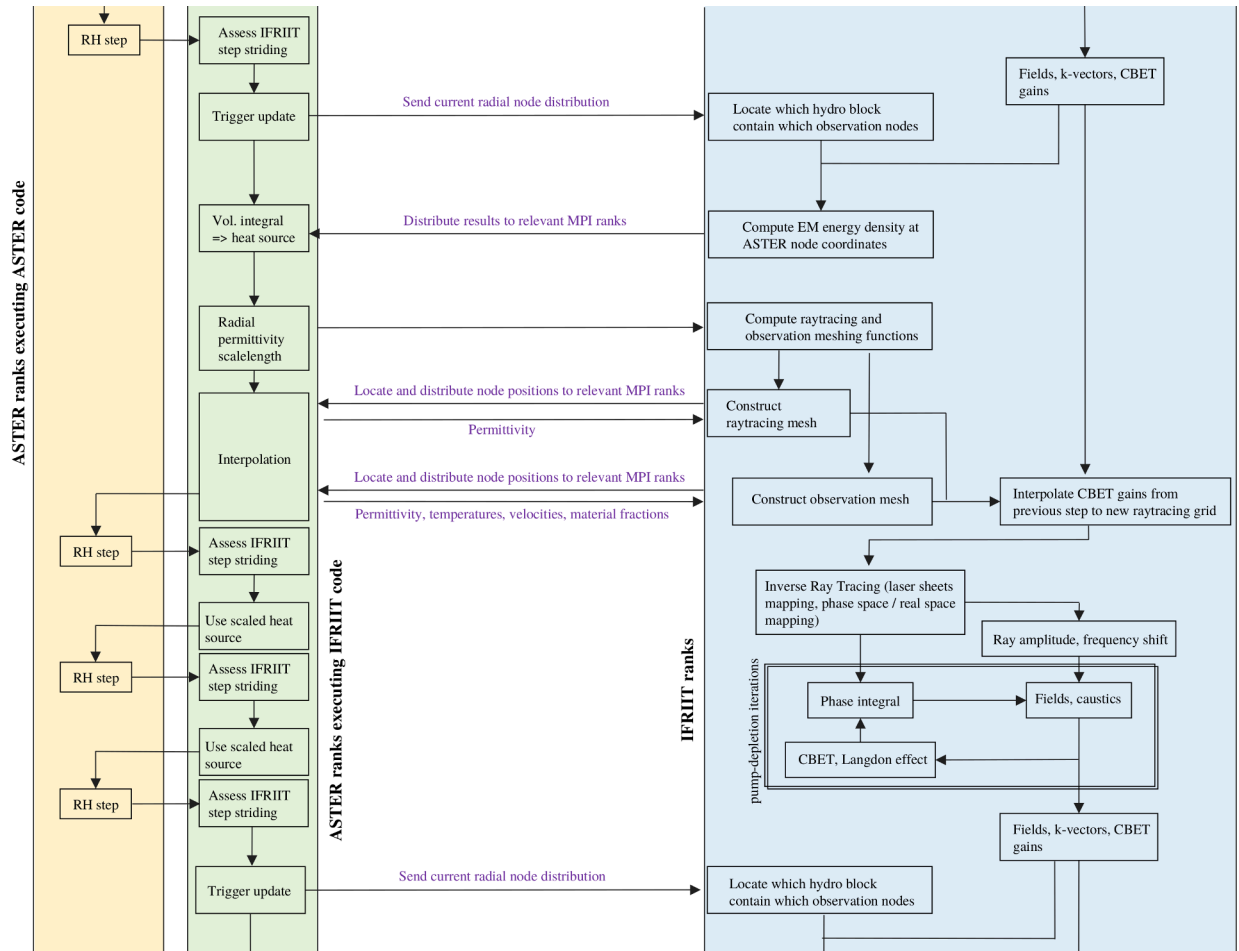 RH step
Assess IFRIIT
step striding
Fields, k-vectors, CBET
gains
Trigger update
Send current radial node distribution
Locate which hydro block
contain which observation nodes
Vol. integral
=> heat source
Distribute results to relevant MPI ranks
Compute EM energy density at
ASTER node coordinates
ASTER ranks executing ASTER code
Radial
permittivity
scalelength
Compute raytracing and
observation meshing functions
Locate and distribute node positions to relevant MPI ranks
Permittivity
Construct
raytracing mesh
Interpolation
Locate and distribute node positions to relevant MPI ranks
Permittivity, temperatures, velocities, material fractions
Construct observation mesh
Interpolate CBET gains from
previous step to new raytracing grid
RH step
Assess IFRIIT
step striding
ASTER ranks executing IFRIIT code
IFRIIT ranks
Inverse Ray Tracing (laser sheets
mapping, phase space / real space
mapping)
Use scaled heat
source
Ray amplitude, frequency shift
RH step
Assess IFRIIT
step striding
pump-depletion iterations
Phase integral
Fields, caustics
Use scaled heat
source
CBET, Langdon effect
RH step
Assess IFRIIT
step striding
Fields, k-vectors, CBET
gains
Trigger update
Send current radial node distribution
Locate which hydro block
contain which observation nodes